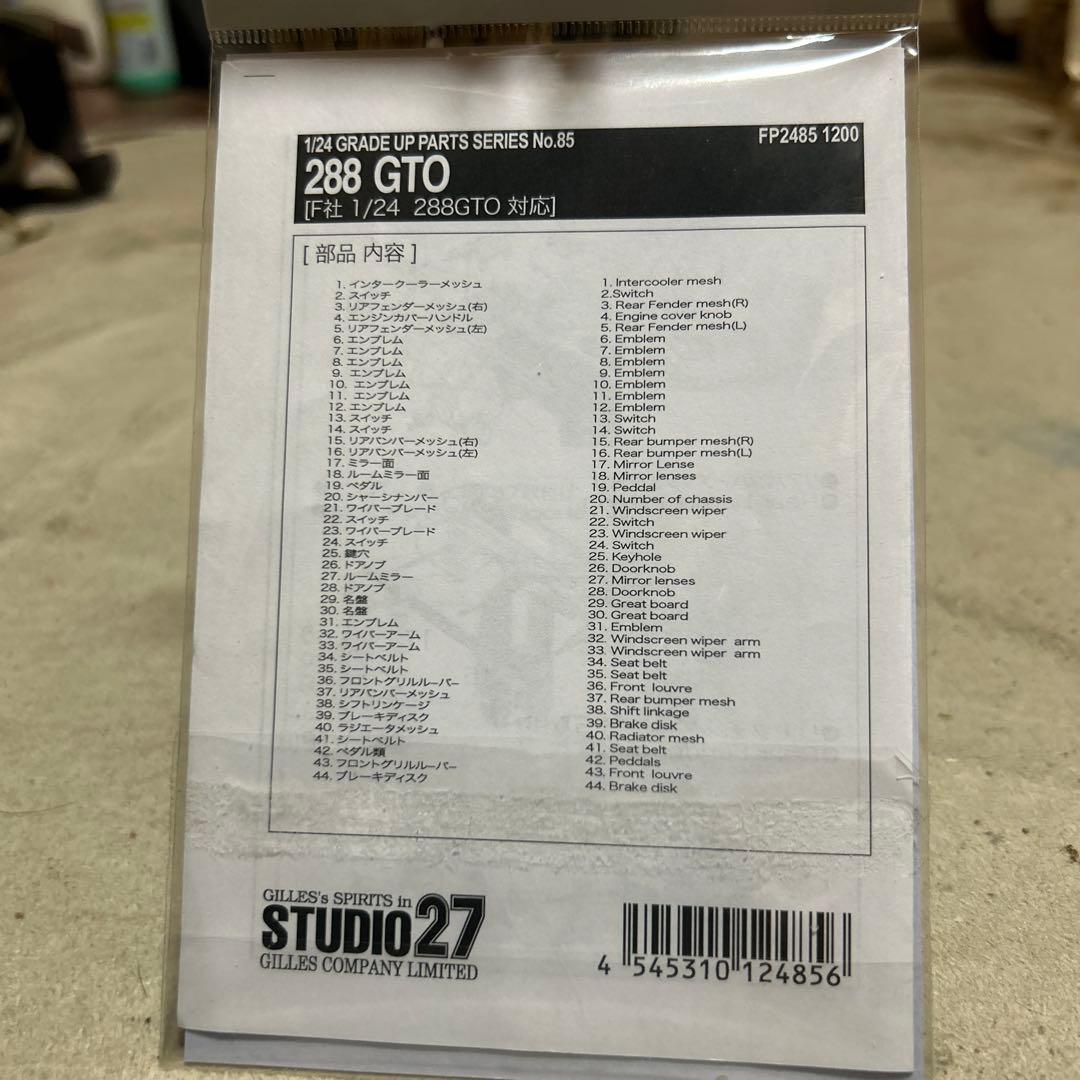 1/24 GRADE UP PARTS SERIES No.85
FP2485 1200
288 GTO
[F社 1/24 288GTO 対応]
[ 部品 内容 ]
1. インタークーラーメッシュ
2. スイッチ
3. リアフェンダーメッシュ(右)
4. エンジンカバーハンドル
5. リアフェンダーメッシュ(左)
6. エンブレム
7. エンブレム
8. エンブレム
9. エンブレム
10. エンブレム
11. エンブレム
12. エンブレム
13. スイッチ
14. スイッチ
15. リアバンパーメッシュ(右)
16. リアバンパーメッシュ(左)
17. ミラー面
18. ルームミラー面
19. ペダル
20. シャーシナンバー
21. ワイパーブレード
22. スイッチ
23. ワイパーブレード
24. スイッチ
25. 鍵穴
26. ドアノブ
27. ルームミラー
28. ドアノブ
29. 名盤
30. 名盤
31. エンブレム
32. ワイパーアーム
33. ワイパーアーム
34. シートベルト
35. シートベルト
36. フロントグリルルーバー
37. リアバンパーメッシュ
38. シフトリンケージ
39. ブレーキディスク
40. ラジエータメッシュ
41. シートベルト
42. ペダル類
43. フロントグリルルーバー
44. ブレーキディスク
1. Intercooler mesh
2.Switch
3. Rear Fender mesh(R)
4. Engine cover knob
5. Rear Fender mesh(L)
6. Emblem
7. Emblem
8. Emblem
9. Emblem
10. Emblem
11. Emblem
12. Emblem
13. Switch
14. Switch
15. Rear bumper mesh(R)
16. Rear bumper mesh(L)
17. Mirror Lense
18. Mirror lenses
19. Peddal
20. Number of chassis
21. Windscreen wiper
22. Switch
23. Windscreen wiper
24. Switch
25. Keyhole
26. Doorknob
27. Mirror lenses
28. Doorknob
29. Great board
30. Great board
31. Emblem
32. Windscreen wiper arm
33. Windscreen wiper arm
34. Seat belt
35. Seat belt
36. Front louvre
37. Rear bumper mesh
38. Shift linkage
39. Brake disk
40. Radiator mesh
41. Seat belt
42. Peddals
43. Front louvre
44. Brake disk
GILLES's SPIRITS in
STUDIO27
GILLES COMPANY LIMITED
4 545310 124856